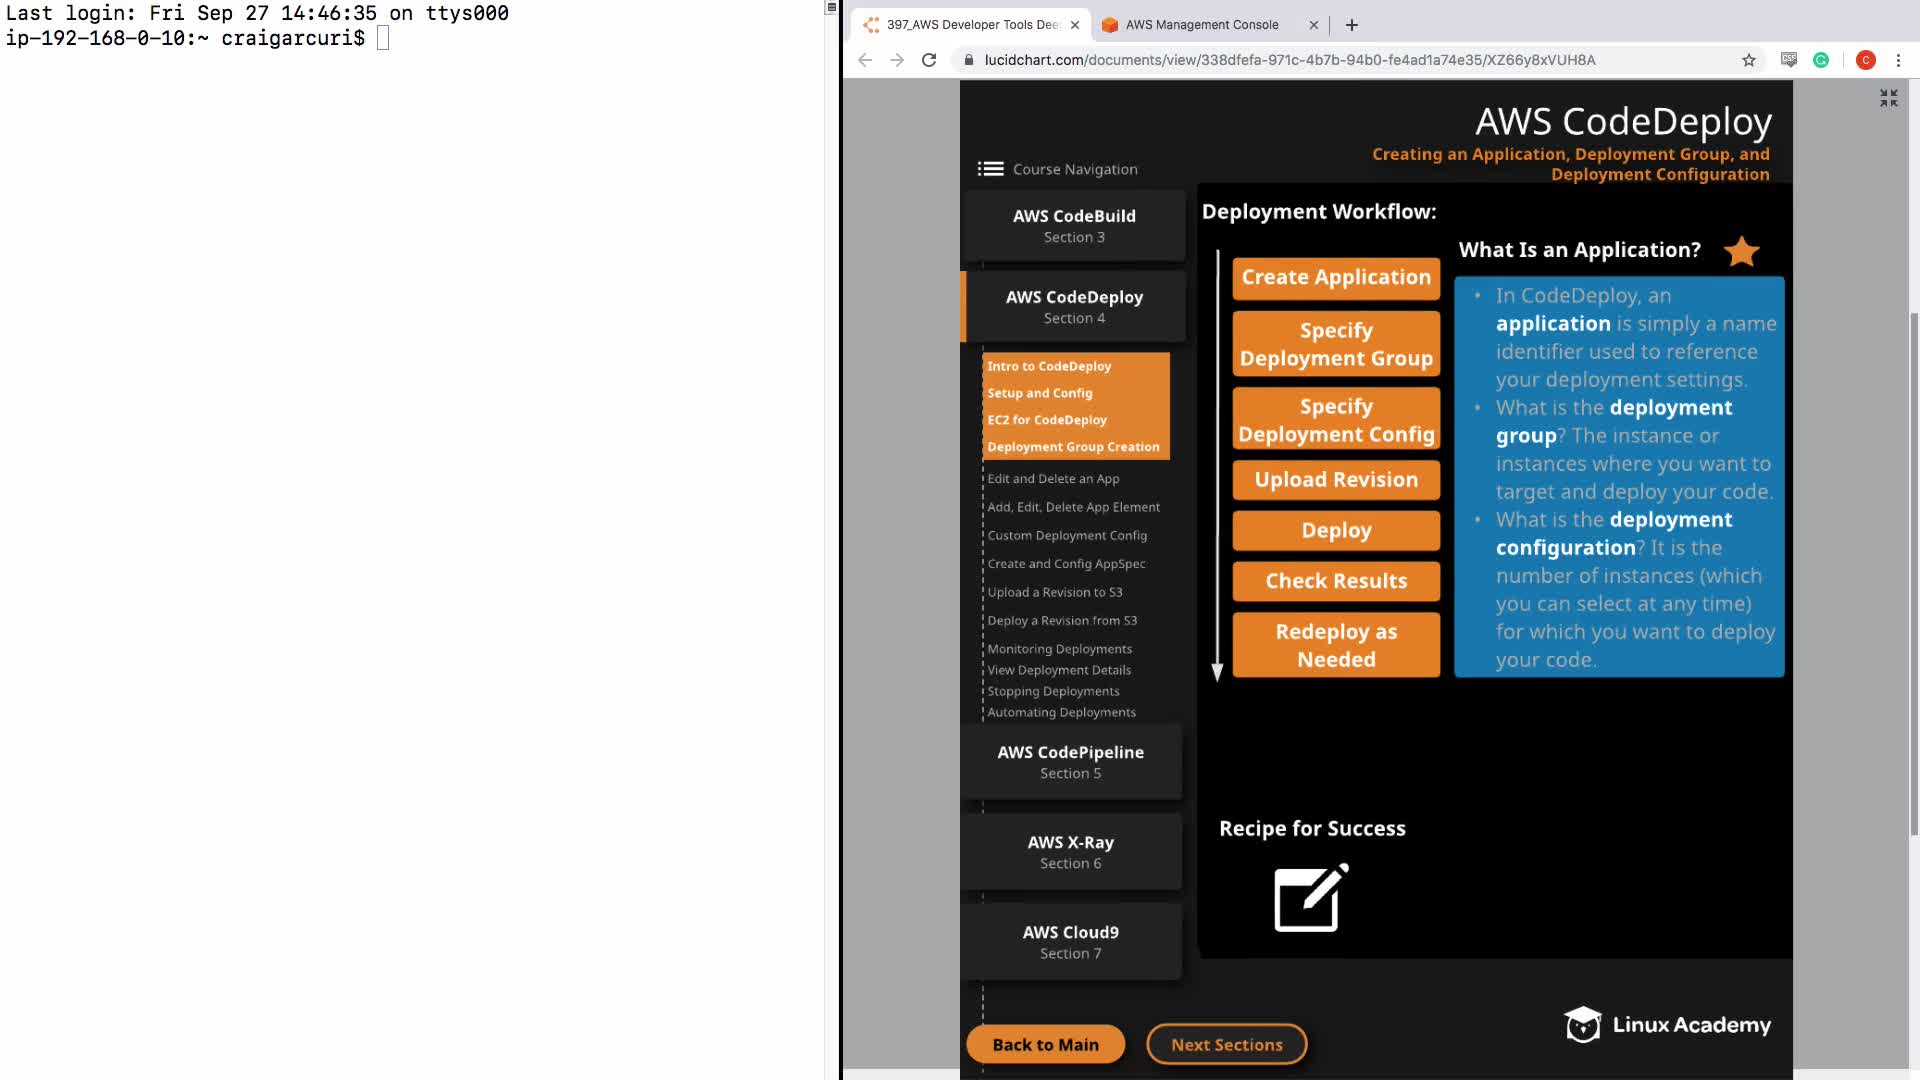 Last login: Fri Sep 27 14:46:35 on ttys000
ip-192-168-0-10:~ craigarcuri$
397_AWS Developer Tools Dee
AWS Management Console
lucidchart.com/documents/view/338dfefa-971c-4b7b-94b0-fe4ad1a74e35/XZ66y8xVUH8A
C
AWS CodeDeploy
Creating an Application, Deployment Group, and
Deployment Configuration
Course Navigation
AWS CodeBuild
Section 3
AWS CodeDeploy
Section 4
Intro to CodeDeploy
Setup and Config
EC2 for CodeDeploy
Deployment Group Creation
Edit and Delete an App
Add, Edit, Delete App Element
Custom Deployment Config
Create and Config AppSpec
Upload a Revision to S3
Deploy a Revision from S3
Monitoring Deployments
View Deployment Details
Stopping Deployments
Automating Deployments
AWS CodePipeline
Section 5
AWS X-Ray
Section 6
AWS Cloud9
Section 7
Back to Main
Next Sections
Deployment Workflow:
Create Application
Specify
Deployment Group
Specify
Deployment Config
Upload Revision
Deploy
Check Results
Redeploy as
Needed
What Is an Application?
• In CodeDeploy, an
application is simply a name
identifier used to reference
your deployment settings.
• What is the deployment
group? The instance or
instances where you want to
target and deploy your code.
• What is the deployment
configuration? It is the
number of instances (which
you can select at any time)
for which you want to deploy
your code.
Recipe for Success
Linux Academy